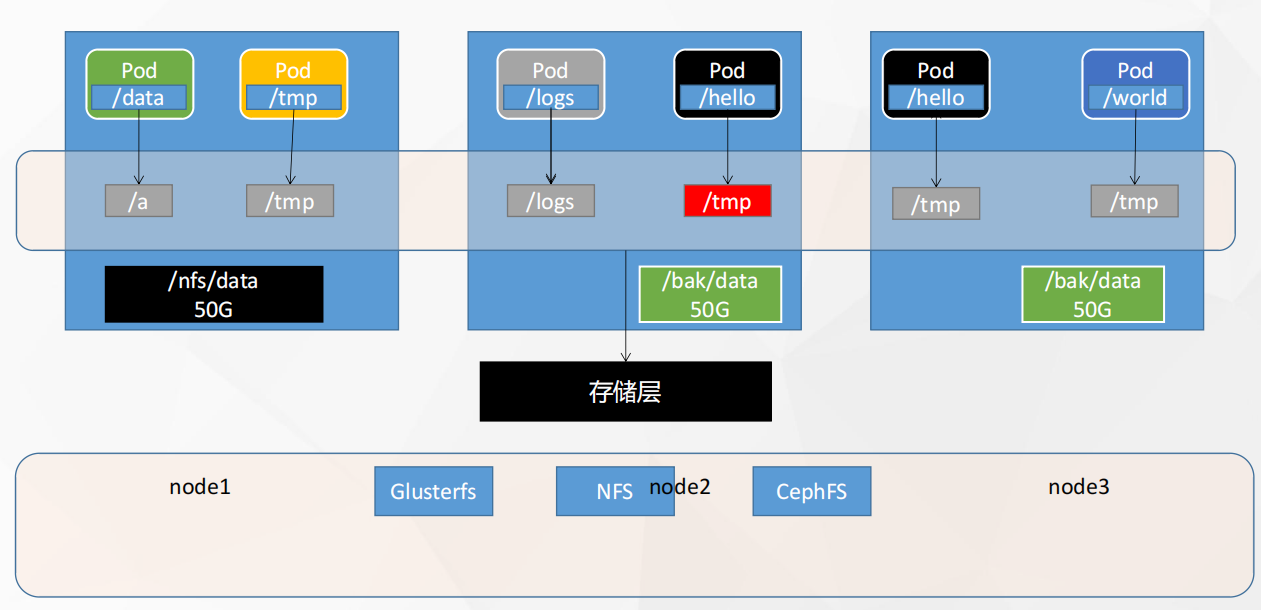 Pod
/data
Pod
/tmp
Pod
/logs
Pod
/hello
Pod
/hello
Pod
/world
/a
/tmp
/logs
/tmp
/tmp
/tmp
/nfs/data
50G
/bak/data
50G
/bak/data
50G
存储层
node1
Glusterfs
NFS
node2
CephFS
node3